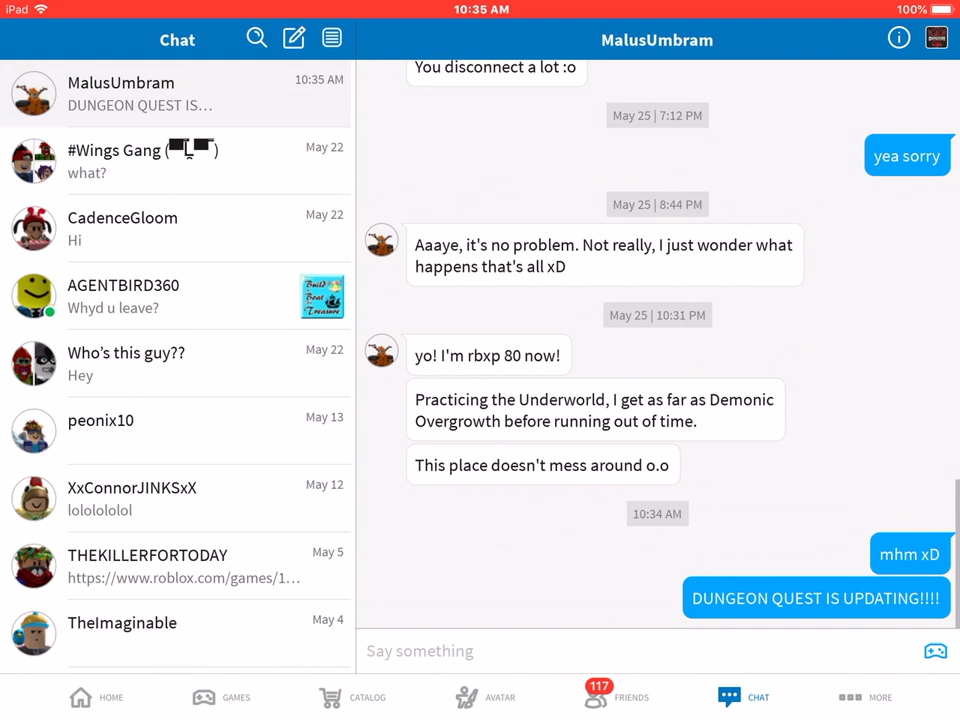 iPad
10:35 AM
100%
Chat
MalusUmbram
MalusUmbram
10:35 AM
DUNGEON QUEST IS…
#Wings Gang (▀̿Ĺ̯▀̿ ̿)
May 22
what?
CadenceGloom
May 22
Hi
AGENTBIRD360
Whyd u leave?
Build
A
Boat
For
Treasure
Who's this guy??
May 22
Hey
peonix10
May 13
XxConnorJINKSxX
May 12
lololololol
THEKILLERFORTODAY
May 5
https://www.roblox.com/games/1…
TheImaginable
May 4
You disconnect a lot :o
May 25 | 7:12 PM
yea sorry
May 25 | 8:44 PM
Aaaye, it's no problem. Not really, I just wonder what
happens that's all xD
May 25 | 10:31 PM
yo! I'm rbxp 80 now!
Practicing the Underworld, I get as far as Demonic
Overgrowth before running out of time.
This place doesn't mess around o.o
10:34 AM
mhm xD
DUNGEON QUEST IS UPDATING!!!!
Say something
HOME
GAMES
CATALOG
AVATAR
117
FRIENDS
CHAT
MORE